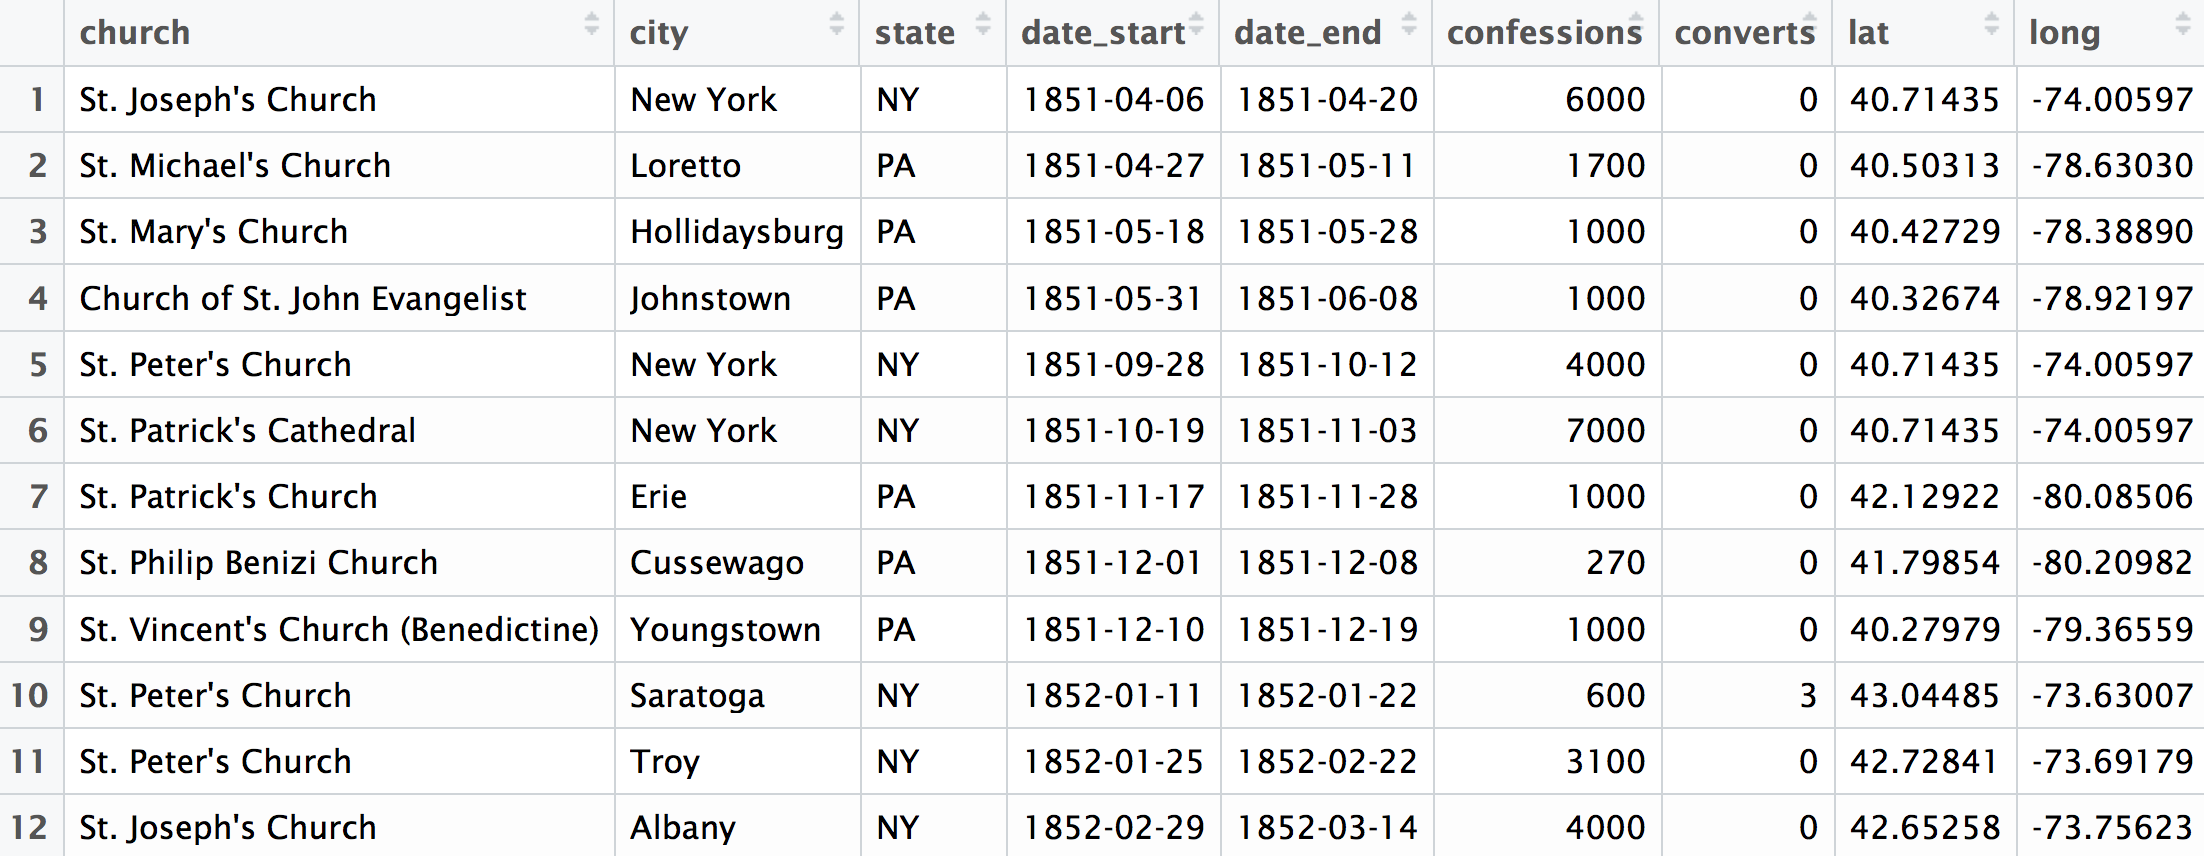 church city state date_start date_end confessions converts lat long
1 St. Joseph's Church New York NY 1851-04-06 1851-04-20 6000 0 40.71435 -74.00597
2 St. Michael's Church Loretto PA 1851-04-27 1851-05-11 1700 0 40.50313 -78.63030
3 St. Mary's Church Hollidaysburg PA 1851-05-18 1851-05-28 1000 0 40.42729 -78.38890
4 Church of St. John Evangelist Johnstown PA 1851-05-31 1851-06-08 1000 0 40.32674 -78.92197
5 St. Peter's Church New York NY 1851-09-28 1851-10-12 4000 0 40.71435 -74.00597
6 St. Patrick's Cathedral New York NY 1851-10-19 1851-11-03 7000 0 40.71435 -74.00597
7 St. Patrick's Church Erie PA 1851-11-17 1851-11-28 1000 0 42.12922 -80.08506
8 St. Philip Benizi Church Cussewago PA 1851-12-01 1851-12-08 270 0 41.79854 -80.20982
9 St. Vincent's Church (Benedictine) Youngstown PA 1851-12-10 1851-12-19 1000 0 40.27979 -79.36559
10 St. Peter's Church Saratoga NY 1852-01-11 1852-01-22 600 3 43.04485 -73.63007
11 St. Peter's Church Troy NY 1852-01-25 1852-02-22 3100 0 42.72841 -73.69179
12 St. Joseph's Church Albany NY 1852-02-29 1852-03-14 4000 0 42.65258 -73.75623